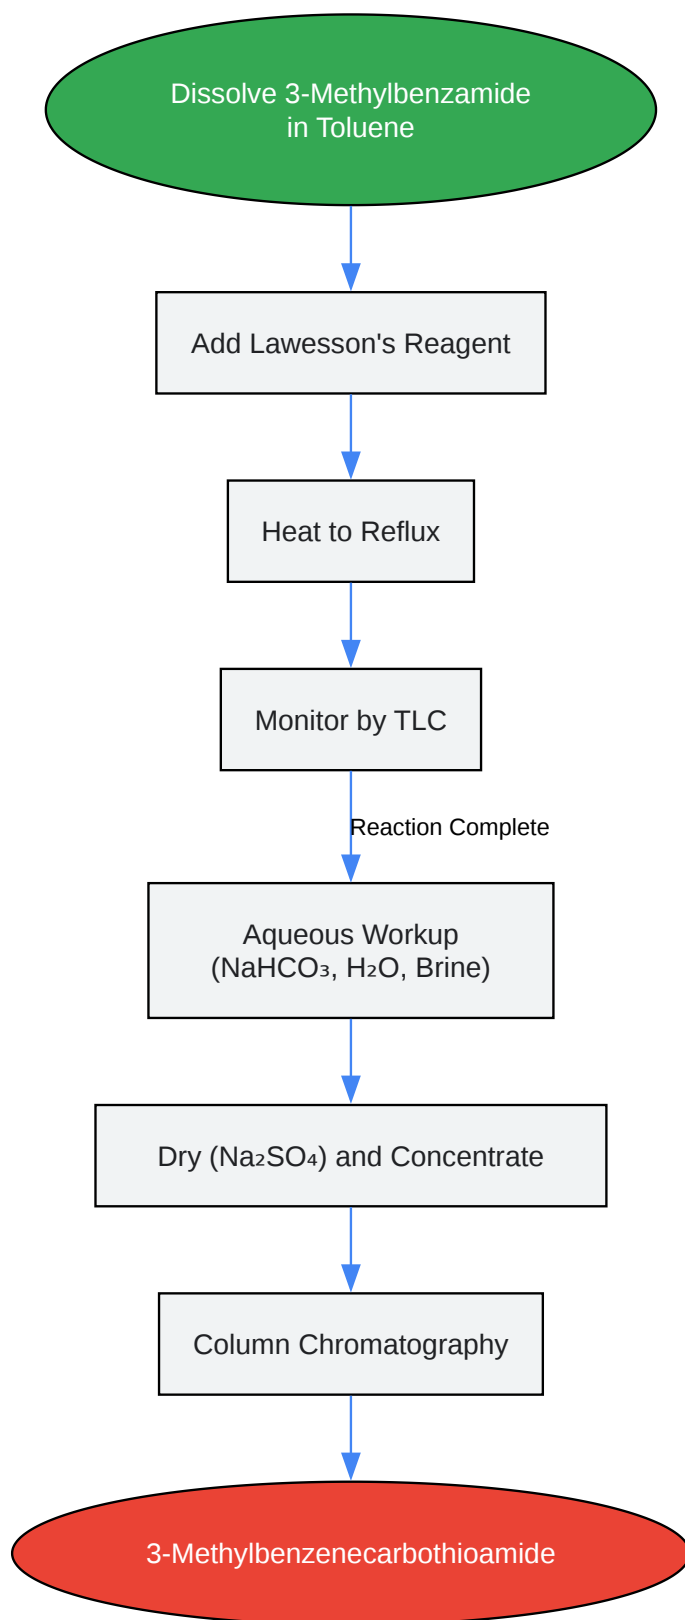 Dissolve 3-Methylbenzamide
in Toluene
Add Lawesson's Reagent
Heat to Reflux
Monitor by TLC
Reaction Complete
Aqueous Workup
(NaHCO₃, H₂O, Brine)
Dry (Na₂SO₄) and Concentrate
Column Chromatography
3-Methylbenzenecarbothioamide